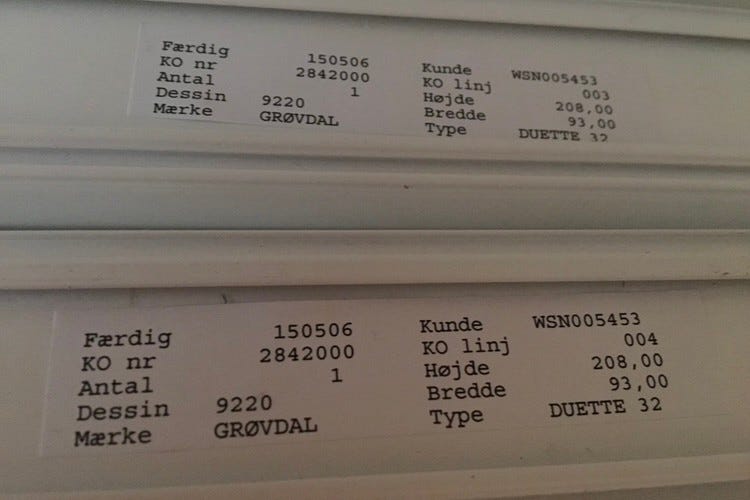 Færdig 150506 Kunde WSN005453
KO nr 2842000 KO linj 003
Antal 1 Højde 208,00
Dessin 9220 Bredde 93,00
Mærke GRØVDAL Type DUETTE 32
Færdig 150506 Kunde WSN005453
KO nr 2842000 KO linj 004
Antal 1 Højde 208,00
Dessin 9220 Bredde 93,00
Mærke GRØVDAL Type DUETTE 32